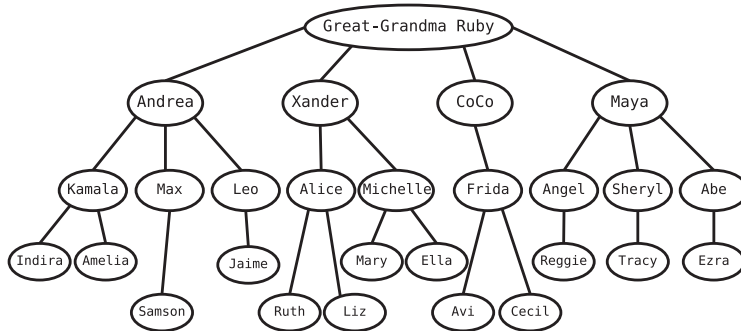 Great-Grandma Ruby
Andrea
Xander
CoCo
Maya
Kamala
Max
Leo
Alice
Michelle
Frida
Angel
Sheryl
Abe
Indira
Amelia
Jaime
Mary
Ella
Reggie
Tracy
Ezra
Samson
Ruth
Liz
Avi
Cecil